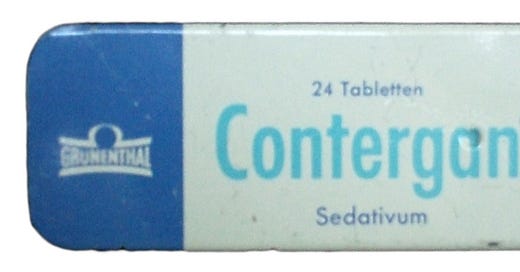 24 Tabletten
GRÜNENTHAL
Contergan
Sedativum